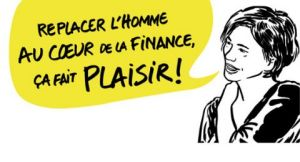 REPLACER L'HOMME
AU CŒUR DE LA FINANCE,
ÇA FAIT PLAISIR !